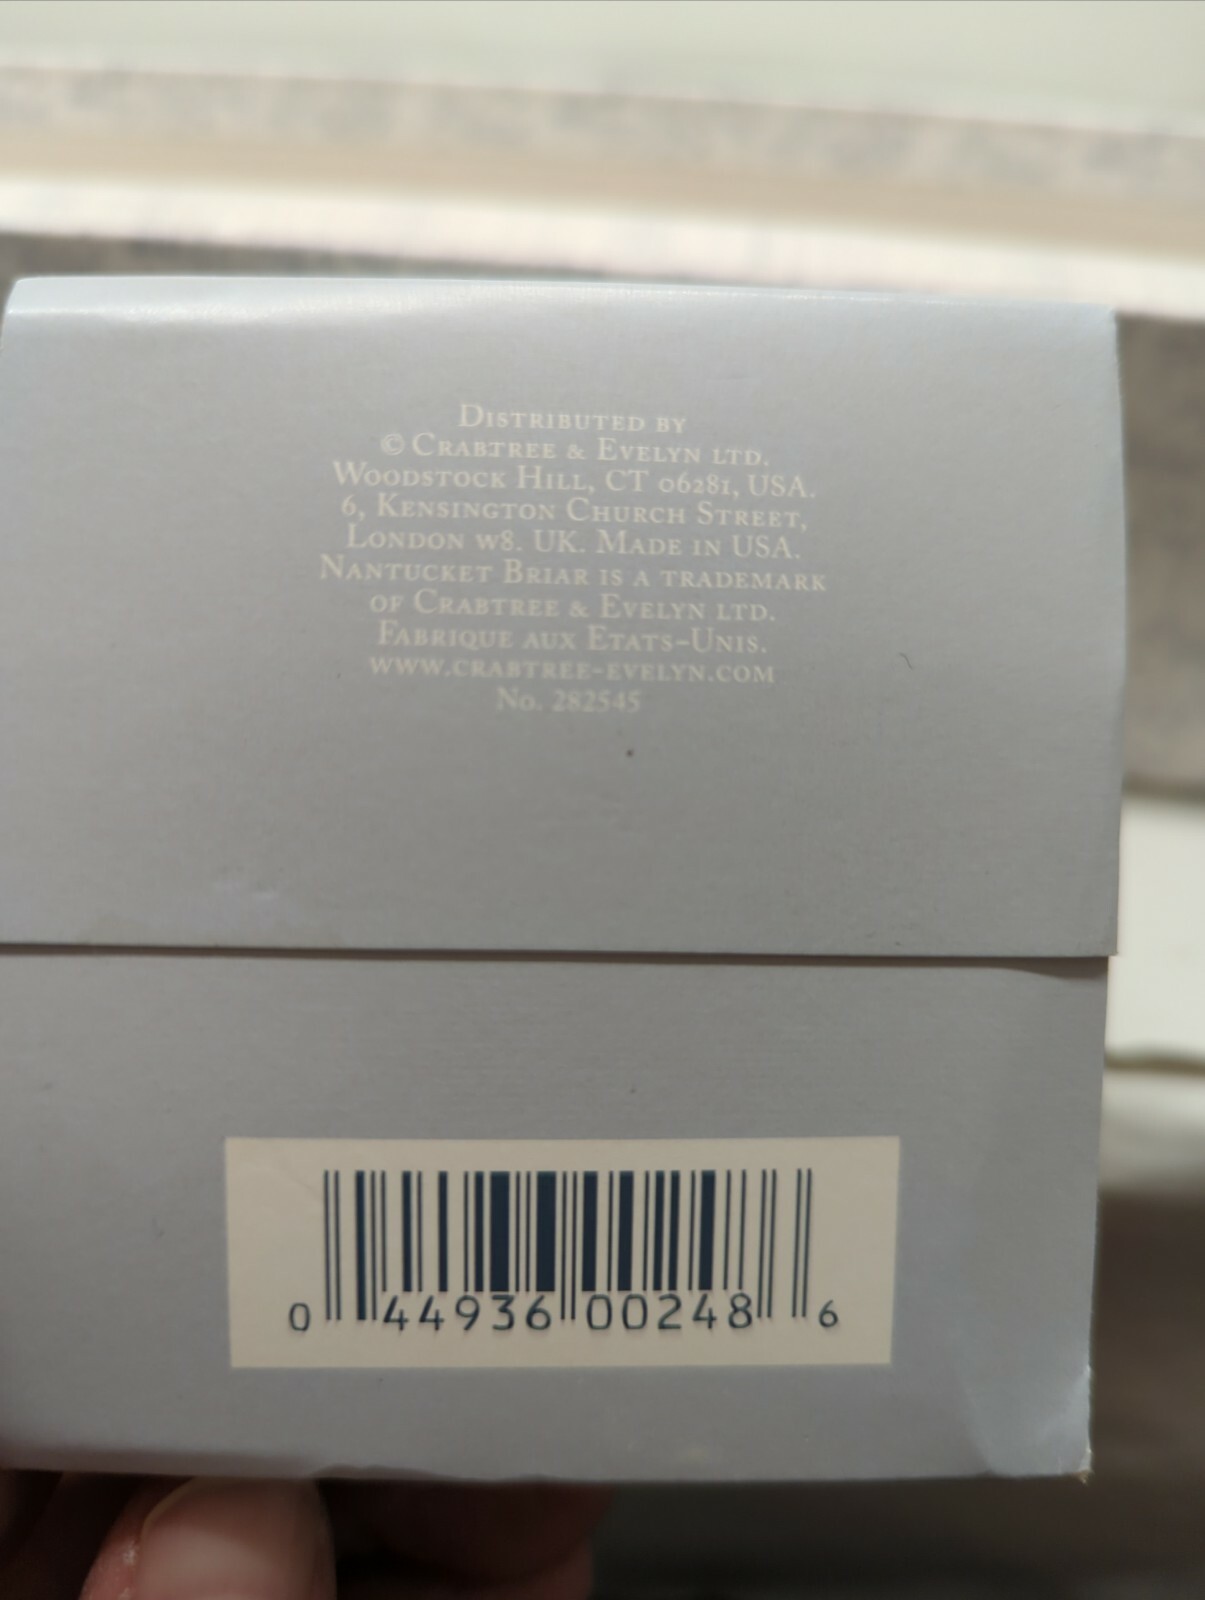 Distributed by
© Crabtree & Evelyn Ltd.
Woodstock Hill, CT 06281, USA.
6, Kensington Church Street,
London w8. UK. Made in USA.
Nantucket Briar is a trademark
of Crabtree & Evelyn Ltd.
Fabrique aux Etats-Unis.
www.crabtree-evelyn.com
No. 282545
0 44936 00248 6